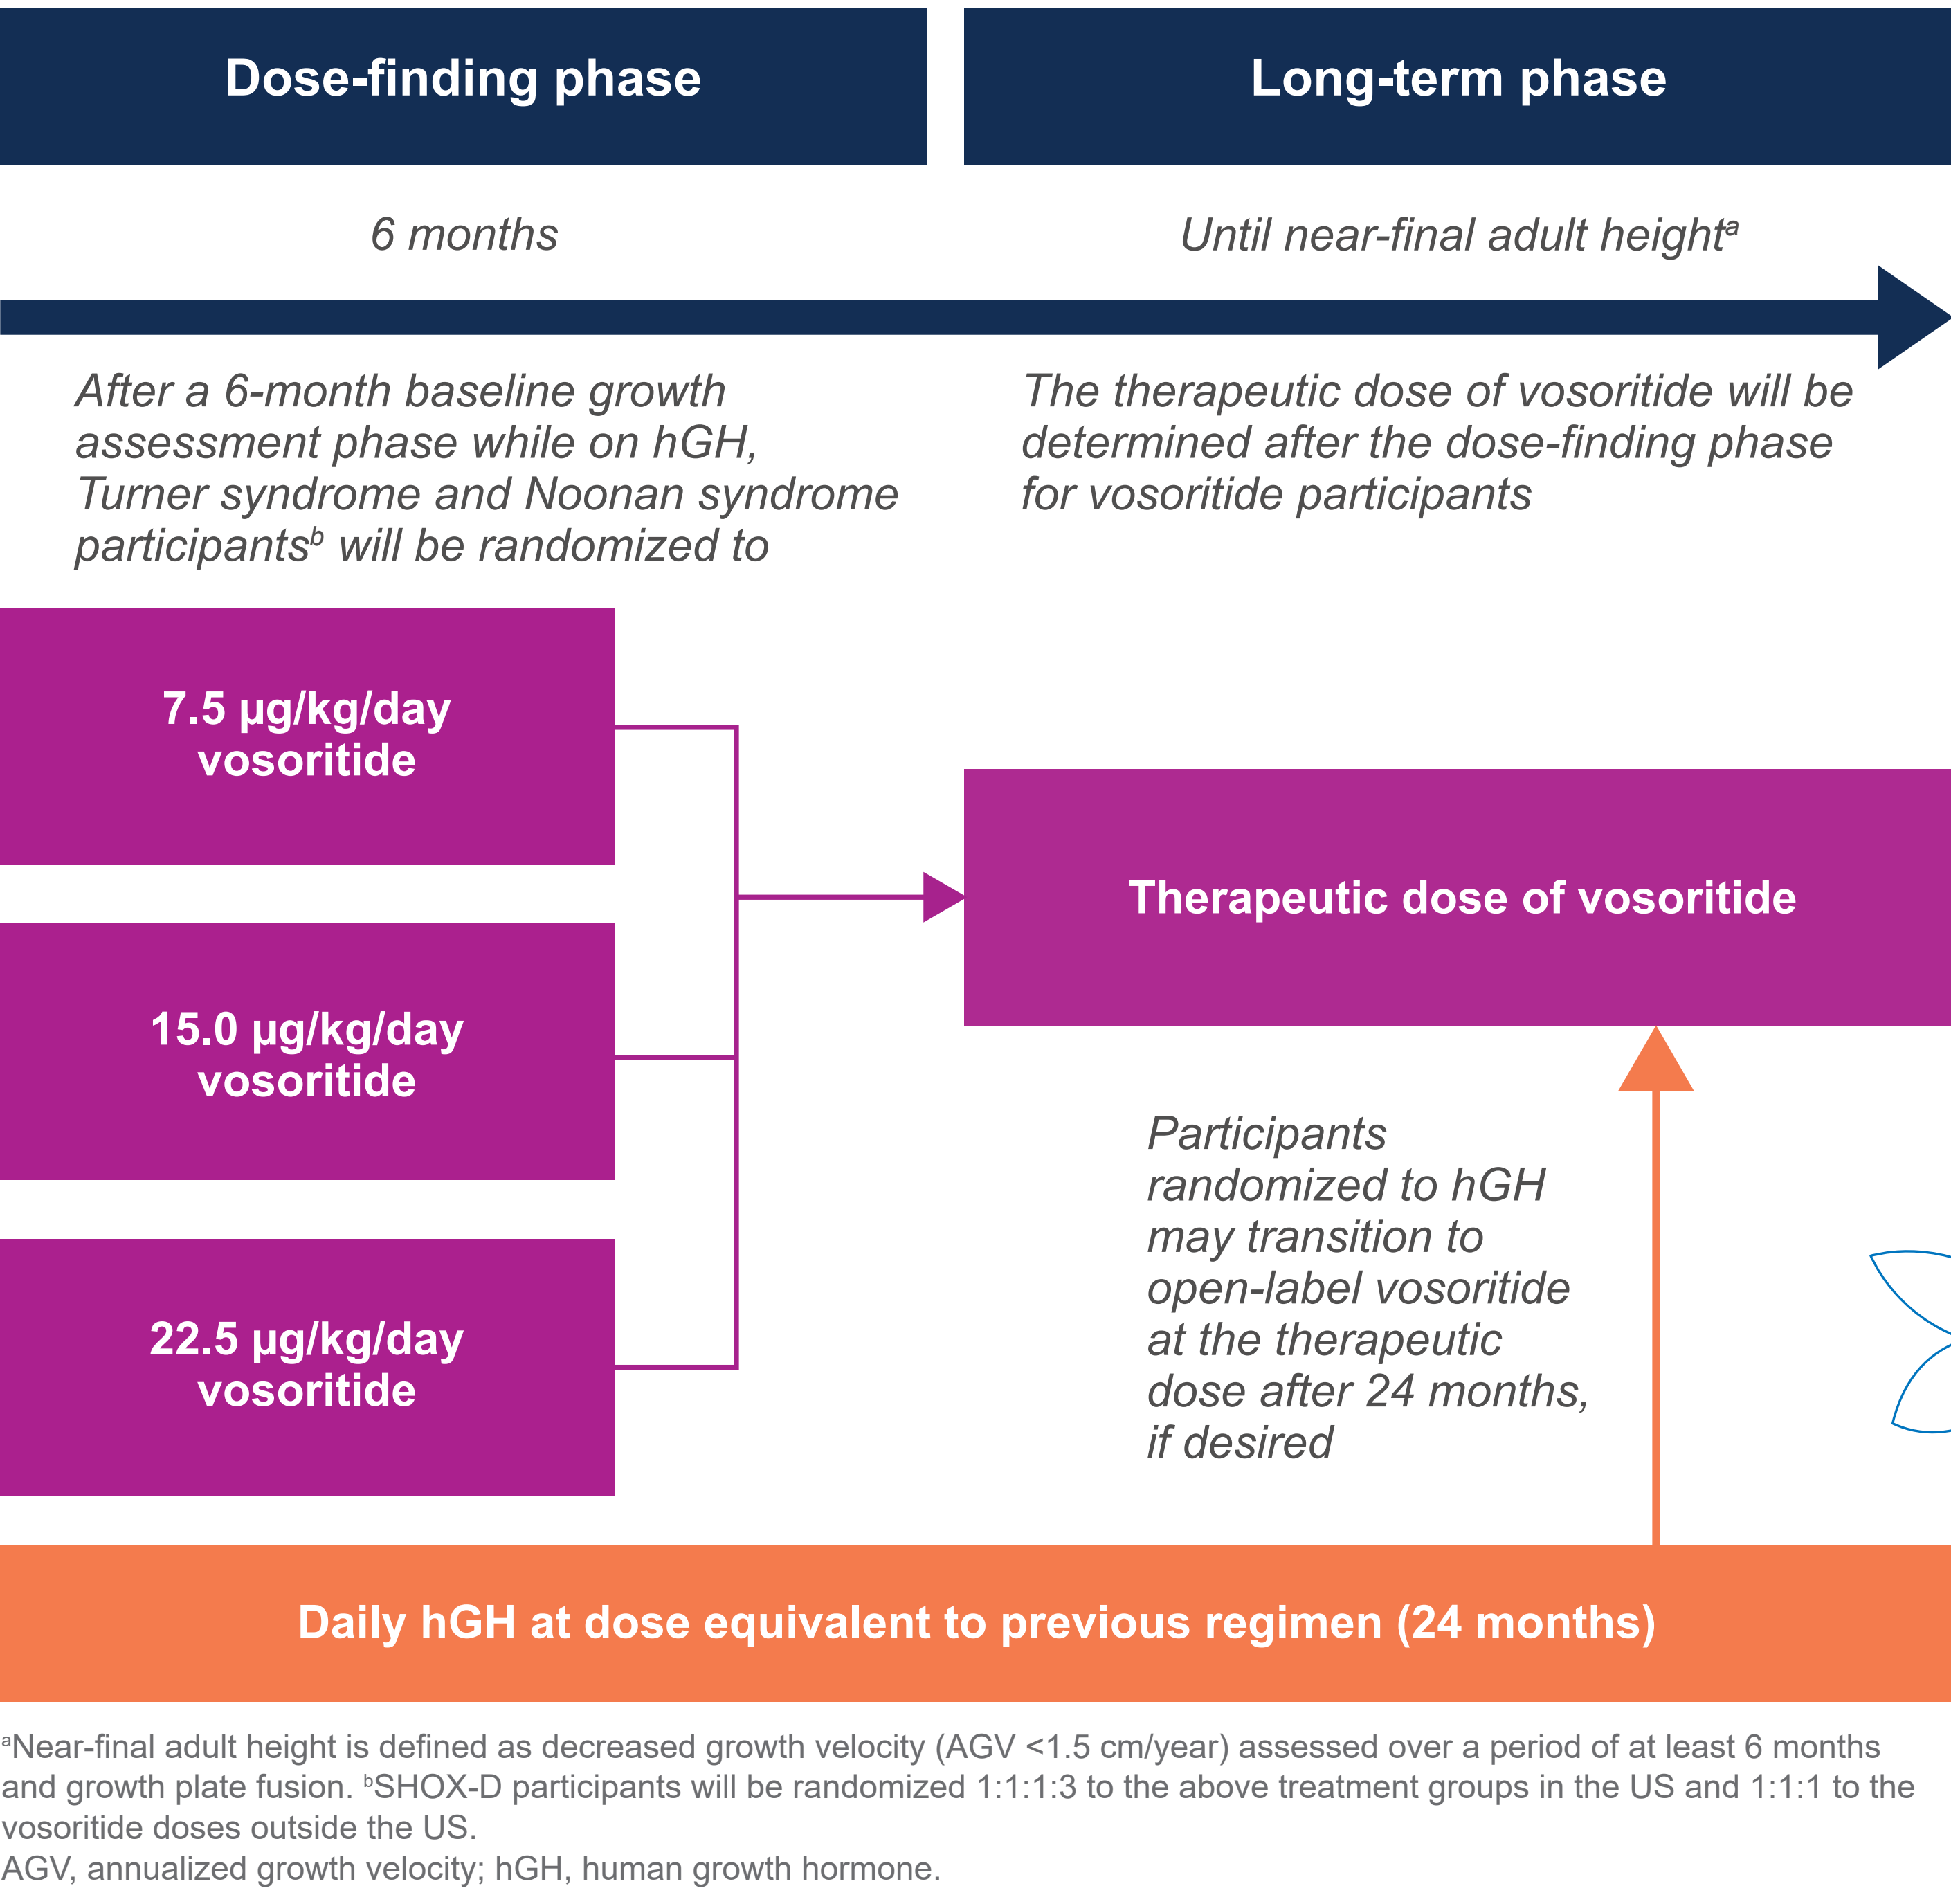 Dose-finding phase
Long-term phase
6 months
Until near-final adult heightᵃ
After a 6-month baseline growth
assessment phase while on hGH,
Turner syndrome and Noonan syndrome
participantsᵇ will be randomized to
The therapeutic dose of vosoritide will be
determined after the dose-finding phase
for vosoritide participants
7.5 µg/kg/day
vosoritide
15.0 µg/kg/day
vosoritide
22.5 µg/kg/day
vosoritide
Therapeutic dose of vosoritide
Participants
randomized to hGH
may transition to
open-label vosoritide
at the therapeutic
dose after 24 months,
if desired
Daily hGH at dose equivalent to previous regimen (24 months)
ᵃNear-final adult height is defined as decreased growth velocity (AGV <1.5 cm/year) assessed over a period of at least 6 months
and growth plate fusion. ᵇSHOX-D participants will be randomized 1:1:1:3 to the above treatment groups in the US and 1:1:1 to the
vosoritide doses outside the US.
AGV, annualized growth velocity; hGH, human growth hormone.